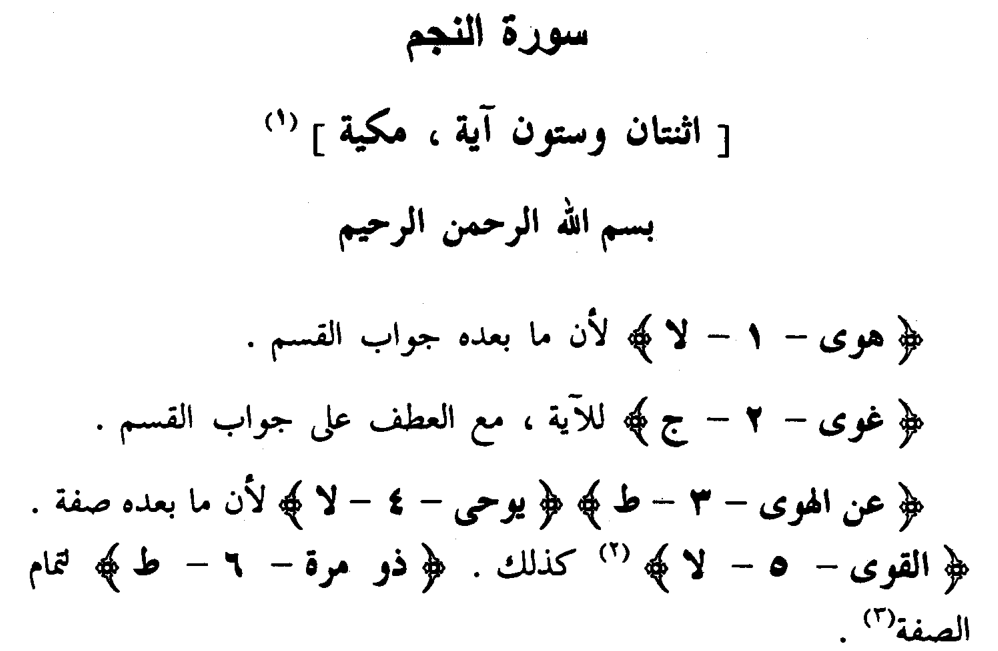 سورة النجم
[ اثنتان وستون آية ، مكية ] (١)
بسم الله الرحمن الرحيم
﴿ هوى – ١ – لا ﴾ لأن ما بعده جواب القسم .
﴿ غوى – ٢ – ج ﴾ للآية ، مع العطف على جواب القسم .
﴿ عن الهوى – ٣ – ط ﴾ ﴿ يوحى – ٤ – لا ﴾ لأن ما بعده صفة .
﴿ القوى – ٥ – لا ﴾ (٢) كذلك . ﴿ ذو مرة – ٦ – ط ﴾ لتمام
الصفة(٣) .